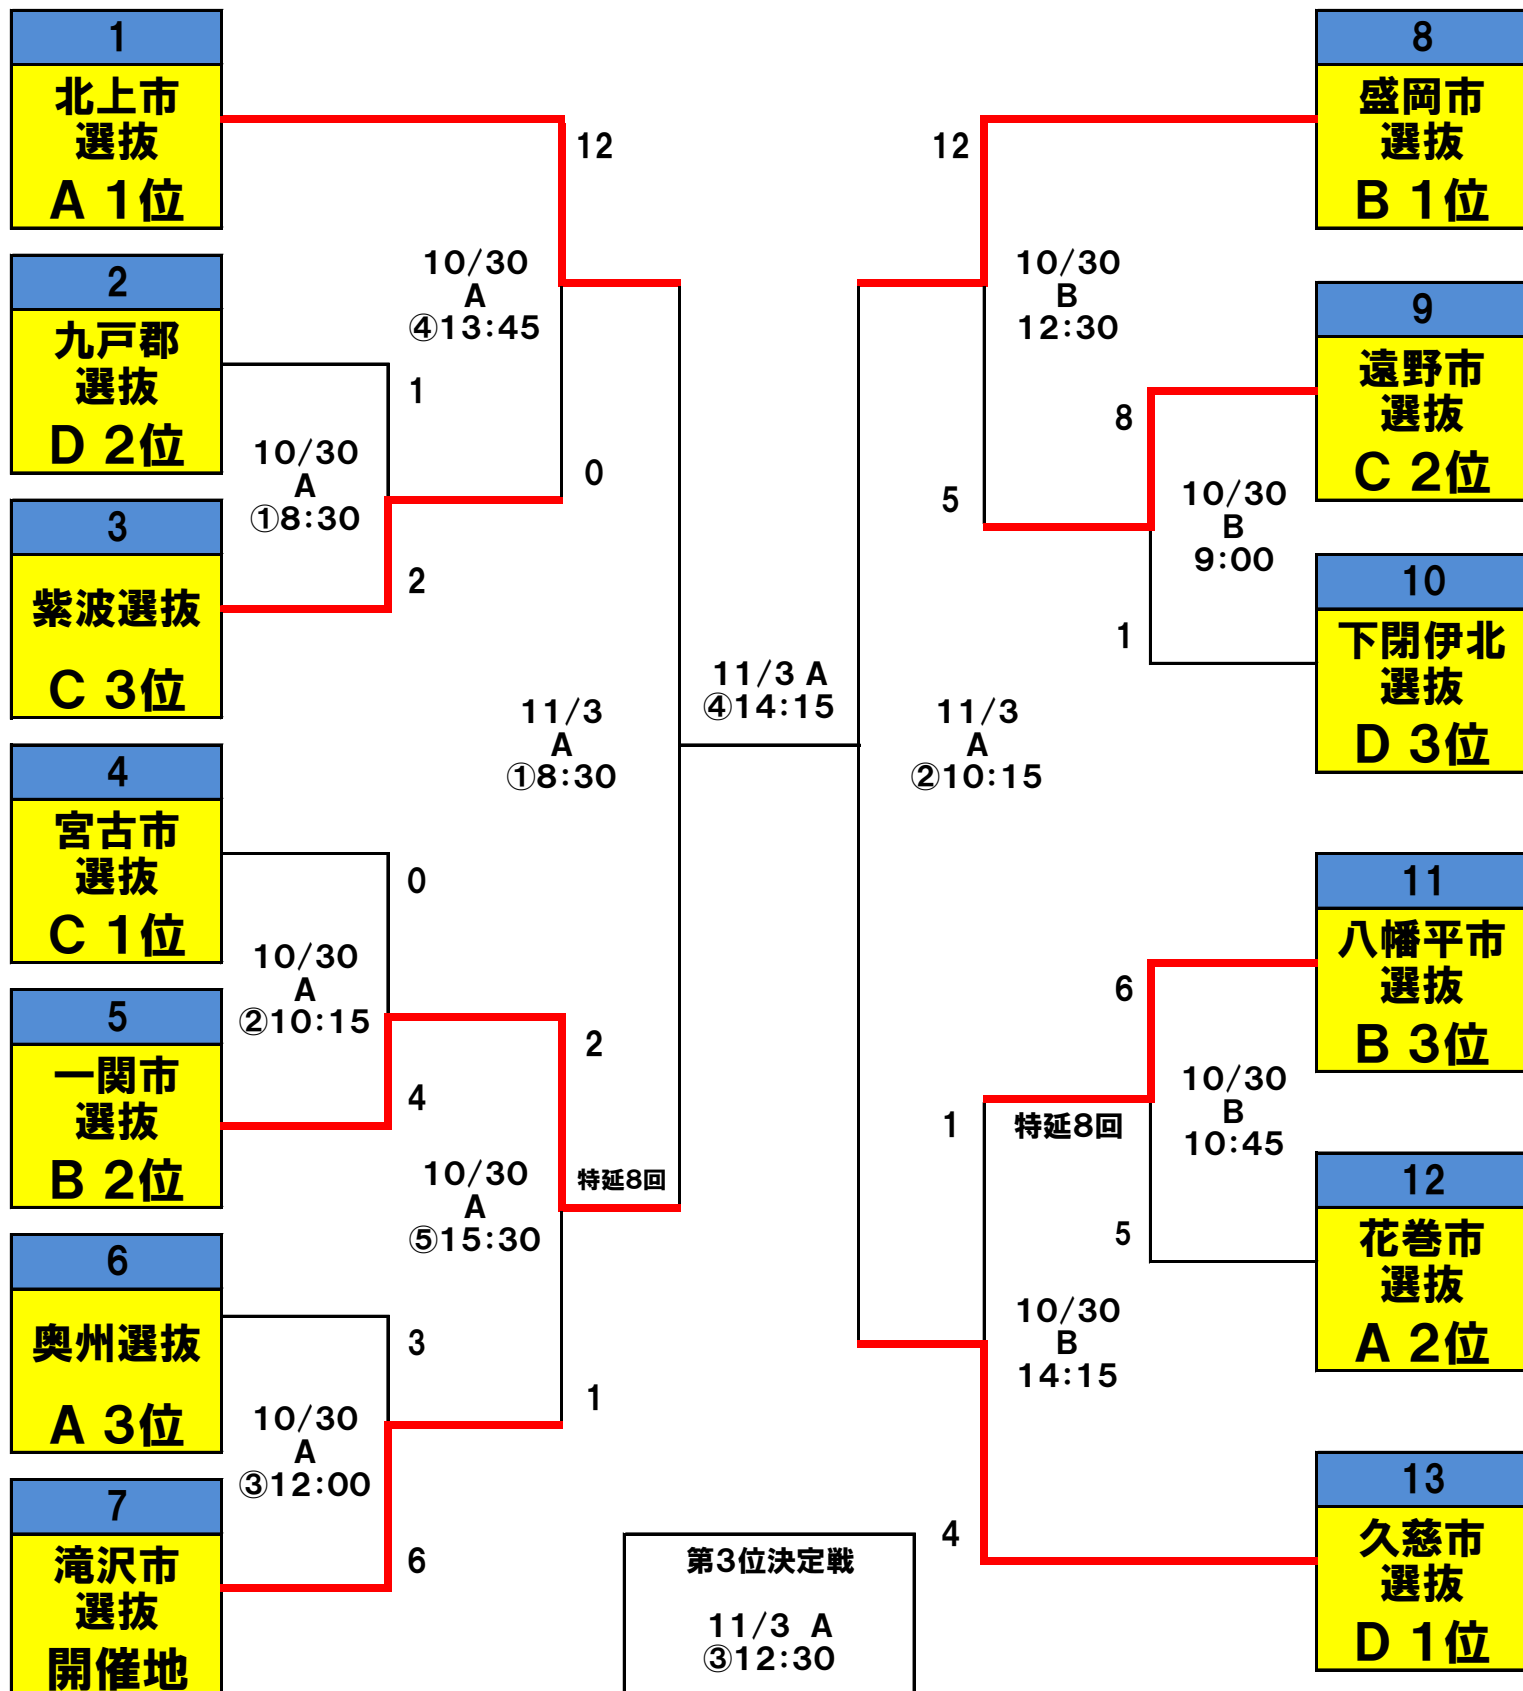 1
北上市
選抜
A 1位
2
九戸郡
選抜
D 2位
3
紫波選抜
C 3位
4
宮古市
選抜
C 1位
5
一関市
選抜
B 2位
6
奥州選抜
A 3位
7
滝沢市
選抜
開催地
10/30
A
①8:30
1
2
10/30
A
②10:15
0
4
10/30
A
③12:00
3
6
10/30
A
④13:45
12
0
10/30
A
⑤15:30
2
1
特延8回
11/3
A
①8:30
11/3 A
④14:15
11/3
A
②10:15
第3位決定戦
11/3 A
③12:30
12
5
10/30
B
12:30
8
1
10/30
B
9:00
6
5
10/30
B
10:45
1
4
特延8回
10/30
B
14:15
8
盛岡市
選抜
B 1位
9
遠野市
選抜
C 2位
10
下閉伊北
選抜
D 3位
11
八幡平市
選抜
B 3位
12
花巻市
選抜
A 2位
13
久慈市
選抜
D 1位